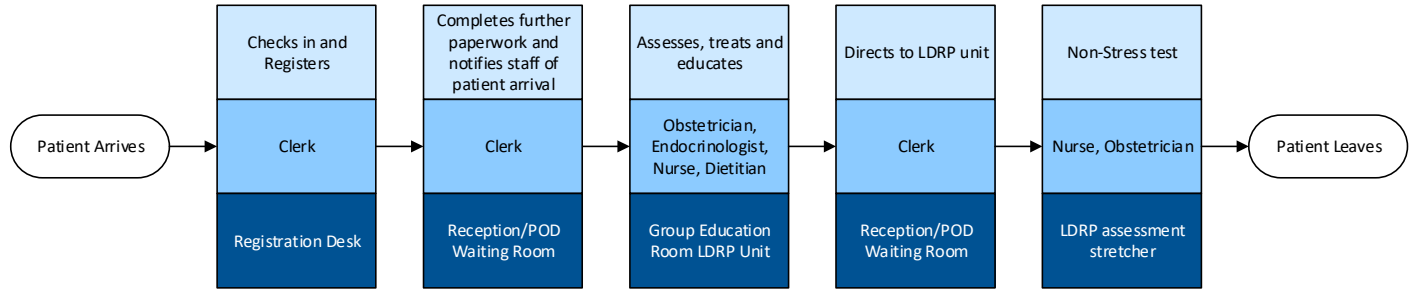 Patient Arrives
Checks in and
Registers
Clerk
Registration Desk
Completes further
paperwork and
notifies staff of
patient arrival
Clerk
Reception/POD
Waiting Room
Assesses, treats and
educates
Obstetrician,
Endocrinologist,
Nurse, Dietitian
Group Education
Room LDRP Unit
Directs to LDRP unit
Clerk
Reception/POD
Waiting Room
Non-Stress test
Nurse, Obstetrician
LDRP assessment
stretcher
Patient Leaves